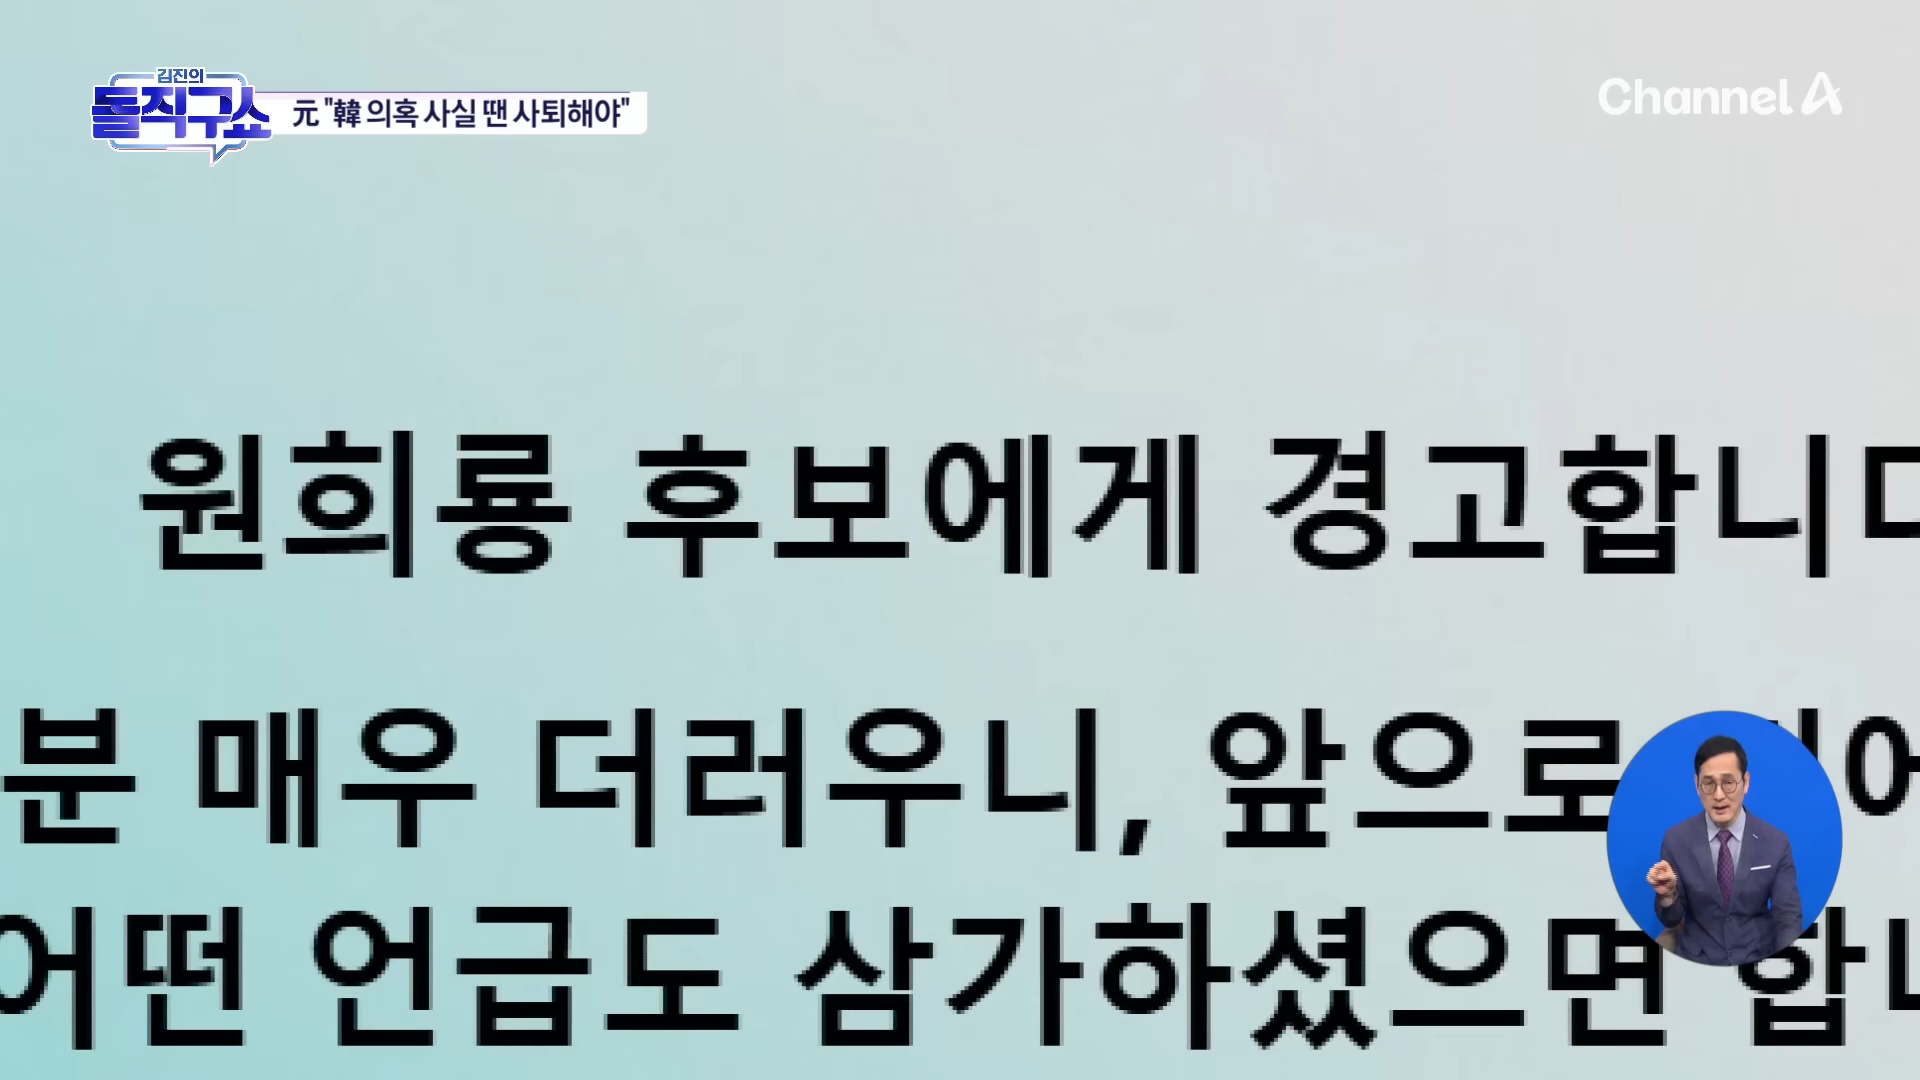 김진의
돌직구쇼
元 "韓 의혹 사실 땐 사퇴해야"
Channel A
원희룡 후보에게 경고합니
분 매우 더러우니, 앞으로
어떤 언급도 삼가하셨으면 합